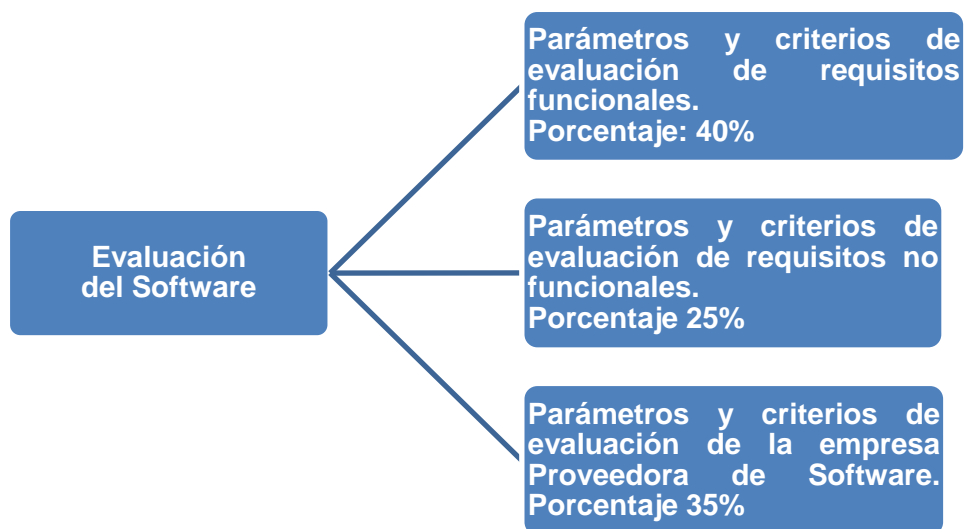 Parámetros y criterios de
evaluación de requisitos
funcionales.
Porcentaje: 40%
Evaluación
del Software
Parámetros y criterios de
evaluación de requisitos no
funcionales.
Porcentaje 25%
Parámetros y criterios de
evaluación de la empresa
Proveedora de Software.
Porcentaje 35%